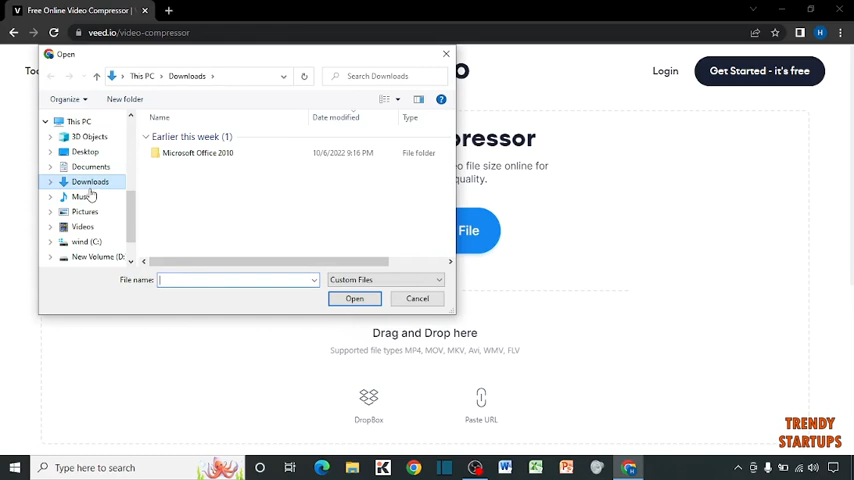 V Free Online Video Compressor |
veed.io/video-compressor
H
Open
This PC > Downloads >
Search Downloads
Organize
New folder
Name
Date modified
Type
Earlier this week (1)
Microsoft Office 2010
10/6/2022 9:16 PM
File folder
This PC
3D Objects
Desktop
Documents
Downloads
Pictures
Videos
wind (C:)
New Volume (D:
File name:
Custom Files
Open
Cancel
Login
Get Started - it's free
eo file size online for
quality.
File
Drag and Drop here
Supported file types MP4, MOV, MKV, Avi, WMV, FLV
DropBox
Paste URL
TRENDY
STARTUPS
Type here to search